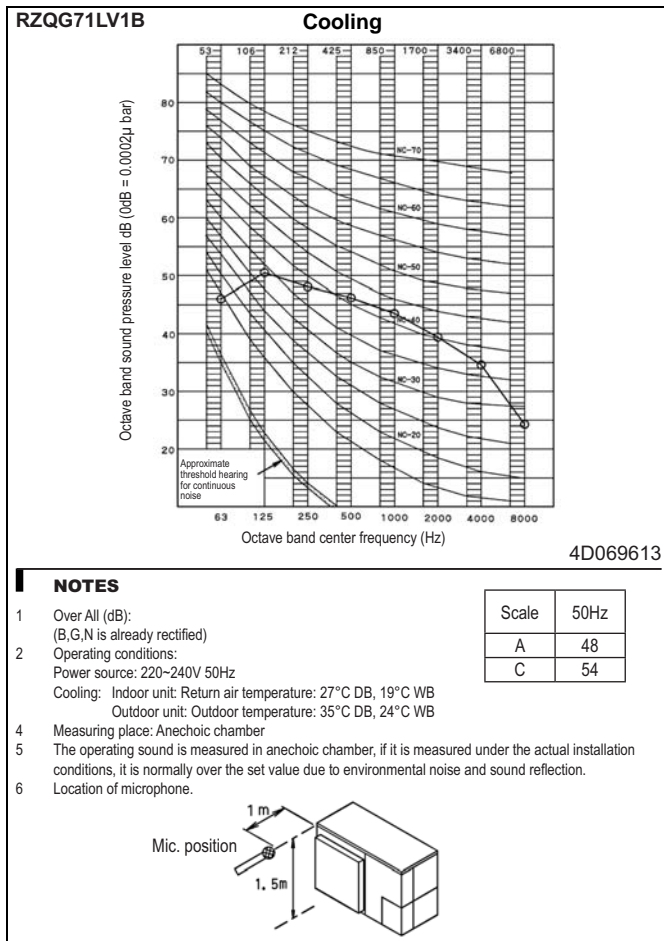 RZQG71LV1B
Cooling
53 106 212 425 850 1700 3400 6800
80
NC-70
70
NC-60
60
NC-50
50
NC-40
40
NC-30
30
NC-20
20
Octave band sound pressure level dB (0dB = 0.0002µ bar)
Approximate
threshold hearing
for continuous
noise
63 125 250 500 1000 2000 4000 8000
Octave band center frequency (Hz)
4D069613
NOTES
1 Over All (dB):
(B,G,N is already rectified)
2 Operating conditions:
Power source: 220~240V 50Hz
Cooling: Indoor unit: Return air temperature: 27°C DB, 19°C WB
Outdoor unit: Outdoor temperature: 35°C DB, 24°C WB
4 Measuring place: Anechoic chamber
5 The operating sound is measured in anechoic chamber, if it is measured under the actual installation
conditions, it is normally over the set value due to environmental noise and sound reflection.
6 Location of microphone.
Scale 50Hz
A 48
C 54
1 m
Mic. position
1. 5m